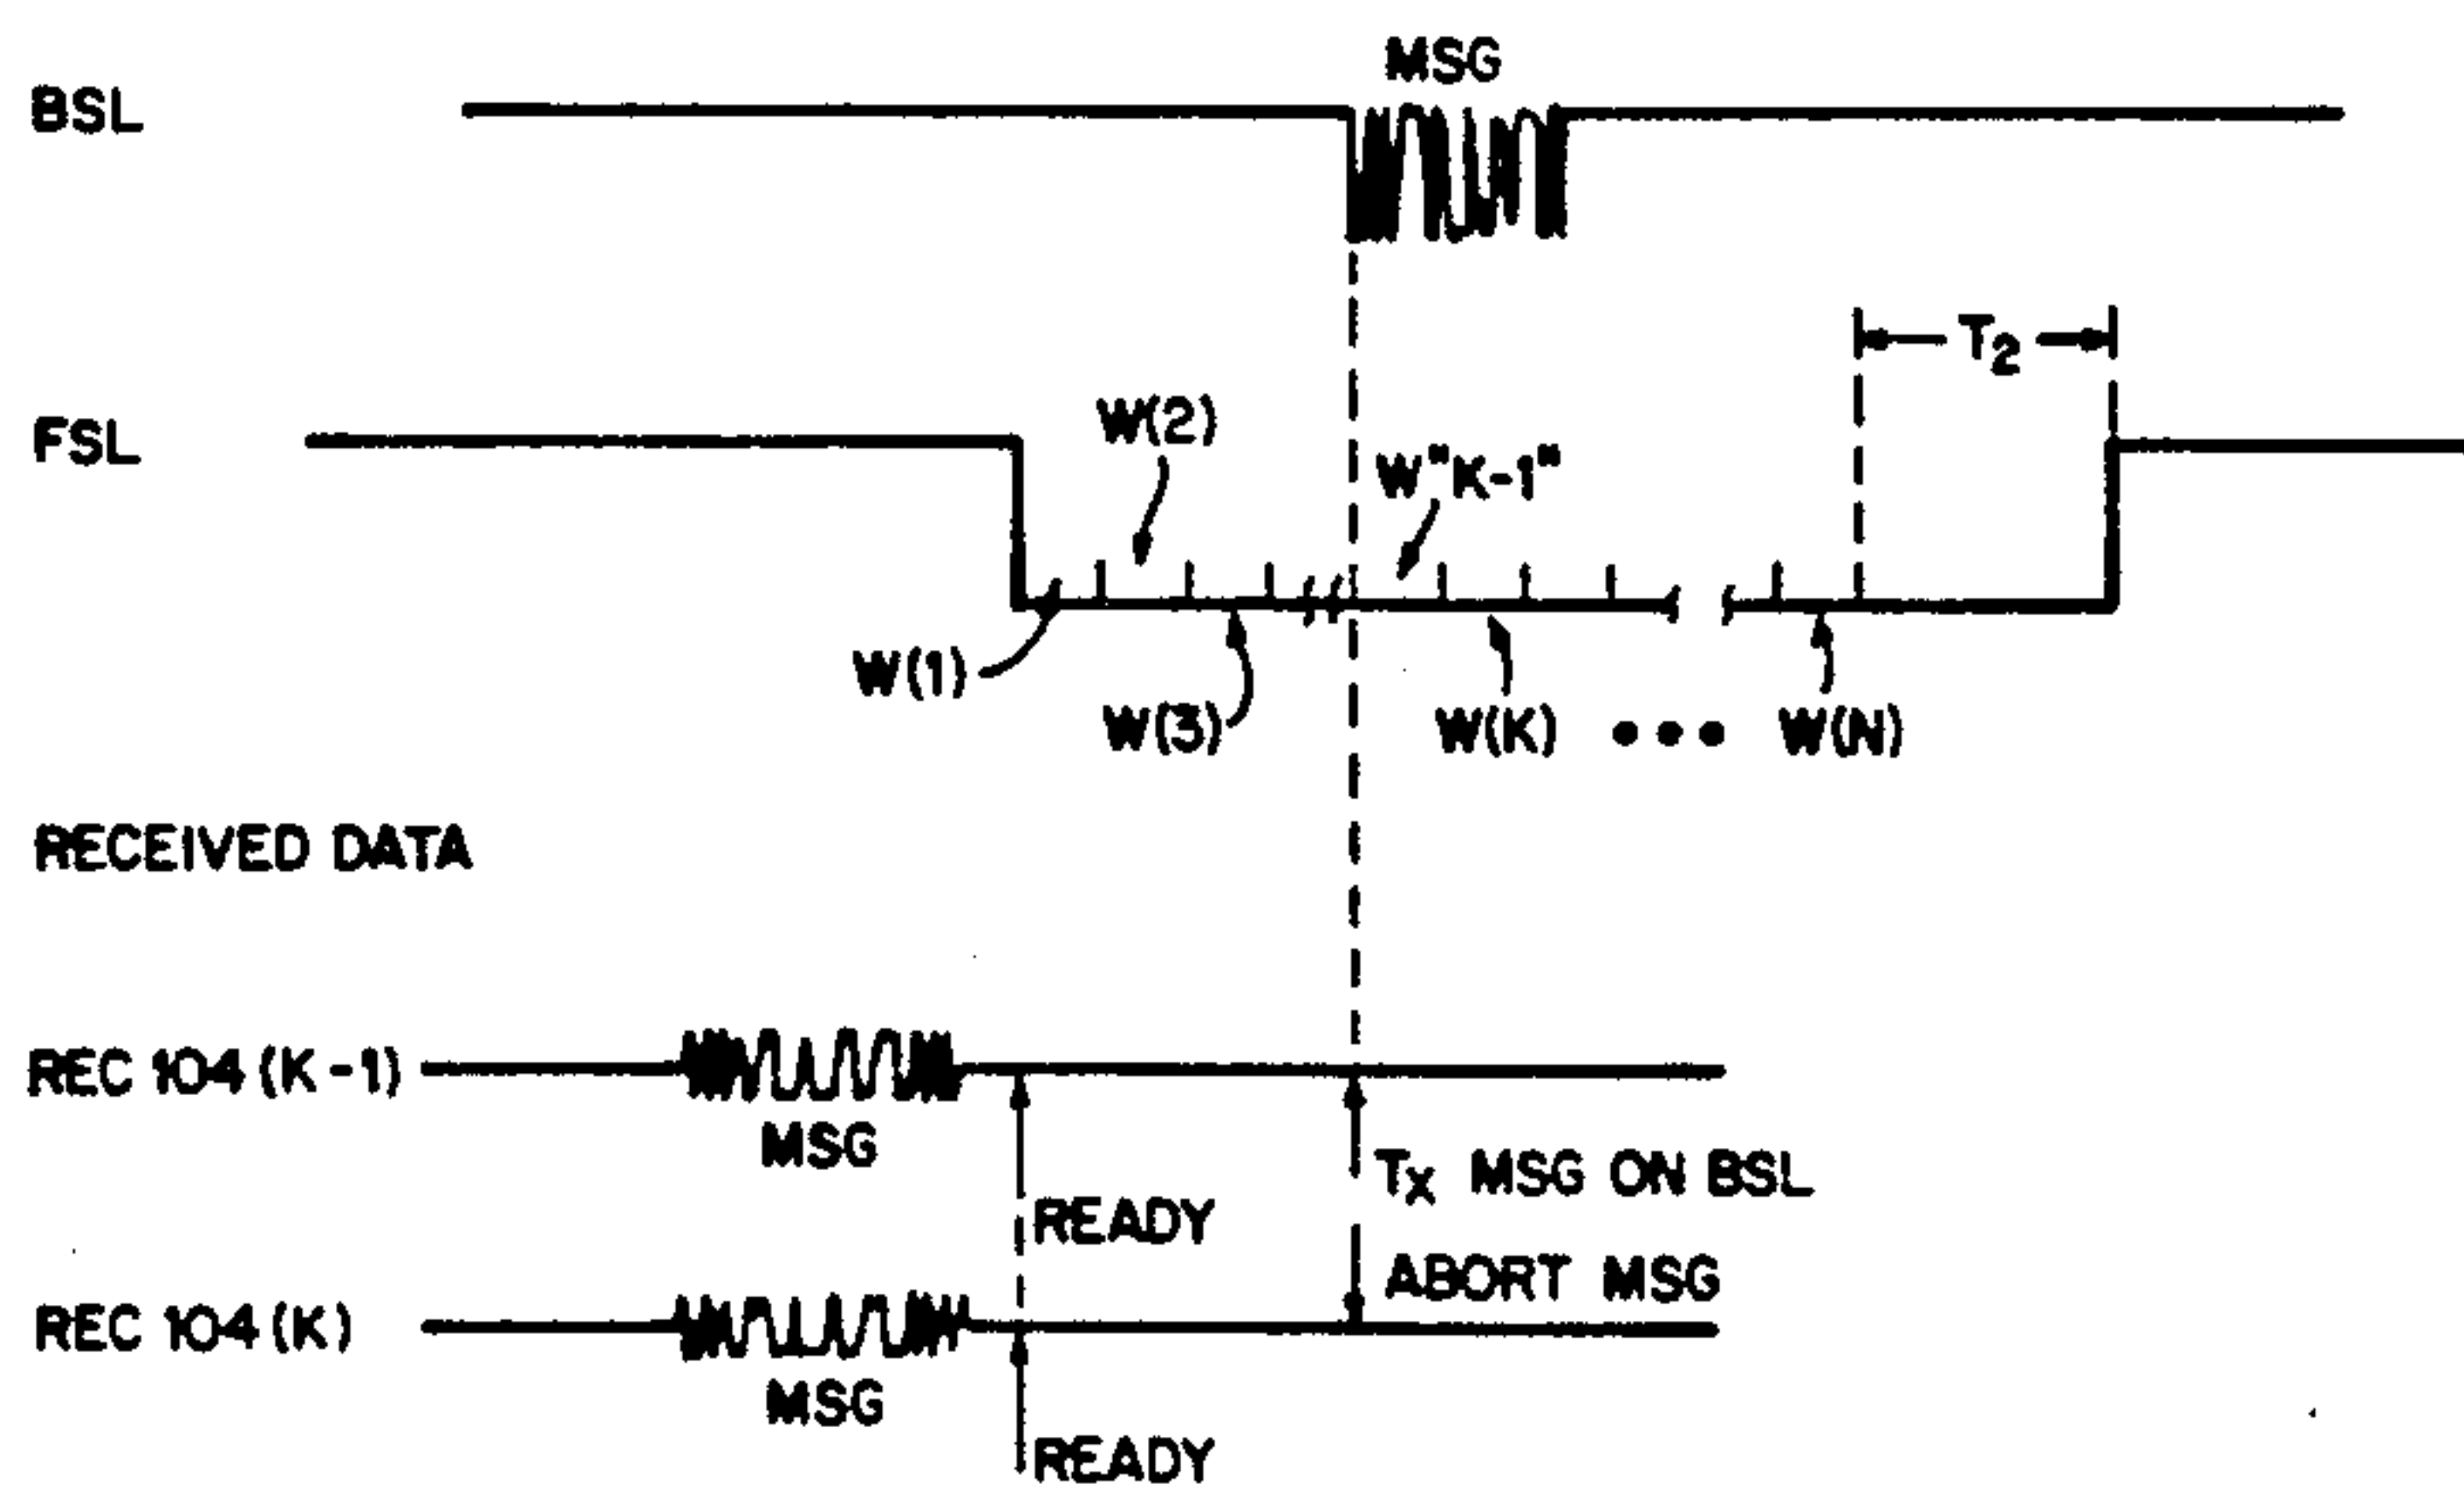 MSG
BSL
T2
FSL
W(2)
W"K-1"
W(1)
W(3)
W(K) ••• W(N)
RECEIVED DATA
REC 104 (K-1)
MSG
Tx MSG ON BSL
READY
ABORT MSG
REC 104 (K)
MSG
READY